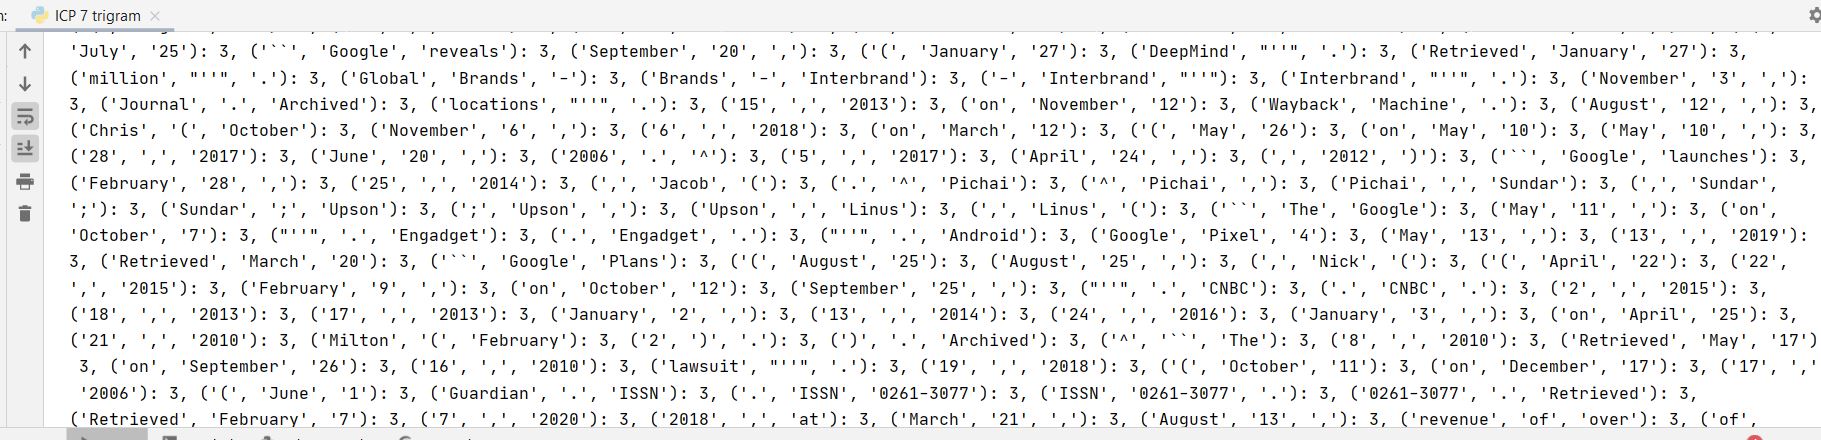 n:
ICP 7 trigram
'July', '25'): 3, ('``', 'Google', 'reveals'): 3, ('September', '20', ','): 3, ('(', 'January', '27'): 3, ('DeepMind', "''", '.'): 3, ('Retrieved', 'January', '27'): 3,
('million', "''", '.'): 3, ('Global', 'Brands', '-'): 3, ('Brands', '-', 'Interbrand'): 3, ('-', 'Interbrand', "''"): 3, ('Interbrand', "''", '.'): 3, ('November', '3', ','):
3, ('Journal', '.', 'Archived'): 3, ('locations', "''", '.'): 3, ('15', ',', '2013'): 3, ('on', 'November', '12'): 3, ('Wayback', 'Machine', '.'): 3, ('August', '12', ','): 3,
('Chris', '(', 'October'): 3, ('November', '6', ','): 3, ('6', ',', '2018'): 3, ('on', 'March', '12'): 3, ('(', 'May', '26'): 3, ('on', 'May', '10'): 3, ('May', '10', ','): 3,
('28', ',', '2017'): 3, ('June', '20', ','): 3, ('2006', '.', '^'): 3, ('5', ',', '2017'): 3, ('April', '24', ','): 3, (',', '2012', ')'): 3, ('``', 'Google', 'launches'): 3,
('February', '28', ','): 3, ('25', ',', '2014'): 3, (',', 'Jacob', '('): 3, ('.', '^', 'Pichai'): 3, ('^', 'Pichai', ','): 3, ('Pichai', ',', 'Sundar'): 3, (',', 'Sundar',
';'): 3, ('Sundar', ';', 'Upson'): 3, (';', 'Upson', ','): 3, ('Upson', ',', 'Linus'): 3, (',', 'Linus', '('): 3, ('``', 'The', 'Google'): 3, ('May', '11', ','): 3, ('on',
'October', '7'): 3, ("''", '.', 'Engadget'): 3, ('.', 'Engadget', '.'): 3, ("''", '.', 'Android'): 3, ('Google', 'Pixel', '4'): 3, ('May', '13', ','): 3, ('13', ',', '2019'):
3, ('Retrieved', 'March', '20'): 3, ('``', 'Google', 'Plans'): 3, ('(', 'August', '25'): 3, ('August', '25', ','): 3, (',', 'Nick', '('): 3, ('(', 'April', '22'): 3, ('22',
',', '2015'): 3, ('February', '9', ','): 3, ('on', 'October', '12'): 3, ('September', '25', ','): 3, ("''", '.', 'CNBC'): 3, ('.', 'CNBC', '.'): 3, ('2', ',', '2015'): 3,
('18', ',', '2013'): 3, ('17', ',', '2013'): 3, ('January', '2', ','): 3, ('13', ',', '2014'): 3, ('24', ',', '2016'): 3, ('January', '3', ','): 3, ('on', 'April', '25'): 3,
('21', ',', '2010'): 3, ('Milton', '(', 'February'): 3, ('2', ')', '.'): 3, (')', '.', 'Archived'): 3, ('^', '``', 'The'): 3, ('8', ',', '2010'): 3, ('Retrieved', 'May', '17')
3, ('on', 'September', '26'): 3, ('16', ',', '2010'): 3, ('lawsuit', "''", '.'): 3, ('19', ',', '2018'): 3, ('(', 'October', '11'): 3, ('on', 'December', '17'): 3, ('17', ','
'2006'): 3, ('(', 'June', '1'): 3, ('Guardian', '.', 'ISSN'): 3, ('.', 'ISSN', '0261-3077'): 3, ('ISSN', '0261-3077', '.'): 3, ('0261-3077', '.', 'Retrieved'): 3,
('Retrieved', 'February', '7'): 3, ('7', ',', '2020'): 3, ('2018', ',', 'at'): 3, ('March', '21', ','): 3, ('August', '13', ','): 3, ('revenue', 'of', 'over'): 3, ('of',